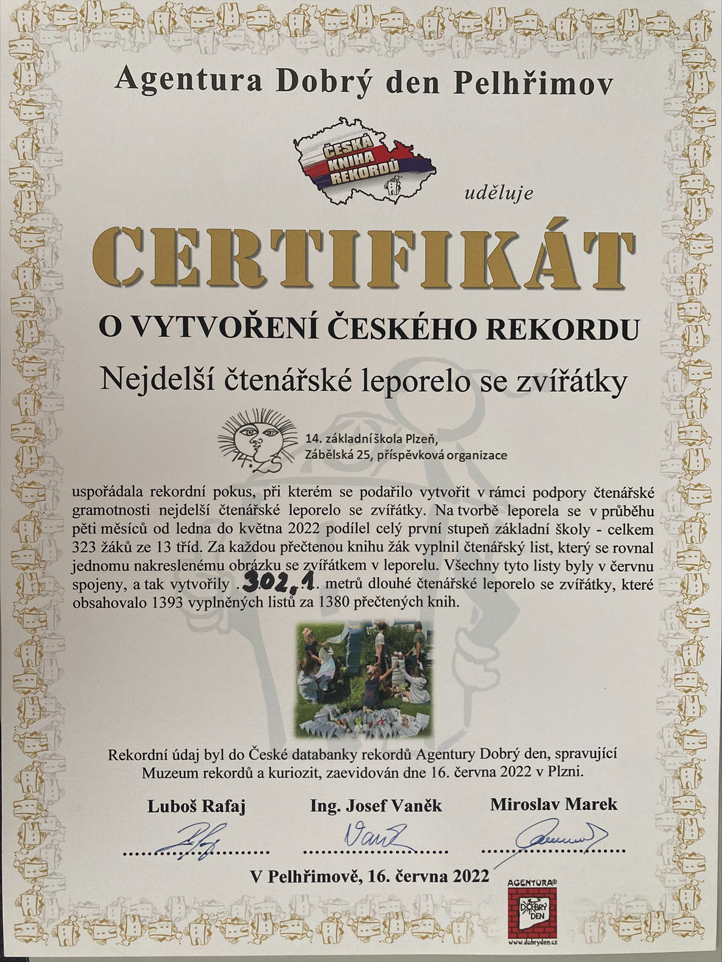 Agentura Dobrý den Pelhřimov
ČESKÁ
KNIHA
REKORDŮ
uděluje
CERTIFIKÁT
O VYTVOŘENÍ ČESKÉHO REKORDU
Nejdelší čtenářské leporelo se zvířátky
14. ZŠ
14. základní škola Plzeň,
Zábělská 25, příspěvková organizace
uspořádala rekordní pokus, při kterém se podařilo vytvořit v rámci podpory čtenářské
gramotnosti nejdelší čtenářské leporelo se zvířátky. Na tvorbě leporela se v průběhu
pěti měsíců od ledna do května 2022 podílel celý první stupeň základní školy - celkem
323 žáků ze 13 tříd. Za každou přečtenou knihu žák vyplnil čtenářský list, který se rovnal
jednomu nakreslenému obrázku se zvířátkem v leporelu. Všechny tyto listy byly v červnu
spojeny, a tak vytvořily .302,1. metrů dlouhé čtenářské leporelo se zvířátky, které
obsahovalo 1393 vyplněných listů za 1380 přečtených knih.
Rekordní údaj byl do České databanky rekordů Agentury Dobrý den, spravující
Muzeum rekordů a kuriozit, zaevidován dne 16. června 2022 v Plzni.
Luboš Rafaj Ing. Josef Vaněk Miroslav Marek
V Pelhřimově, 16. června 2022
AGENTURA®
DOBRÝ
DEN
www.dobryden.cz